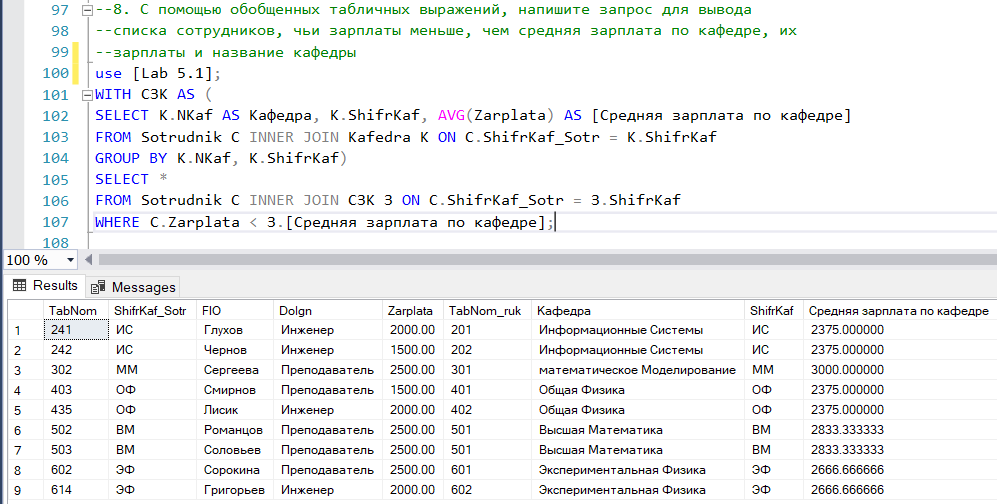 97 --8. С помощью обобщенных табличных выражений, напишите запрос для вывода
98 --списка сотрудников, чьи зарплаты меньше, чем средняя зарплата по кафедре, их
99 --зарплаты и название кафедры
100 use [Lab 5.1];
101 WITH СЗК AS (
102 SELECT K.NKaf AS Кафедра, K.ShifrKaf, AVG(Zarplata) AS [Средняя зарплата по кафедре]
103 FROM Sotrudnik С INNER JOIN Kafedra K ON С.ShifrKaf_Sotr = K.ShifrKaf
104 GROUP BY K.NKaf, K.ShifrKaf)
105 SELECT *
106 FROM Sotrudnik С INNER JOIN СЗК З ON С.ShifrKaf_Sotr = З.ShifrKaf
107 WHERE С.Zarplata < З.[Средняя зарплата по кафедре];
108
100 %
Results Messages
TabNom ShifrKaf_Sotr FIO Dolgn Zarplata TabNom_ruk Кафедра ShifrKaf Средняя зарплата по кафедре
1 241 ИС Глухов Инженер 2000.00 201 Информационные Системы ИС 2375.000000
2 242 ИС Чернов Инженер 1500.00 202 Информационные Системы ИС 2375.000000
3 302 ММ Сергеева Преподаватель 2500.00 301 математическое Моделирование ММ 3000.000000
4 403 ОФ Смирнов Преподаватель 1500.00 401 Общая Физика ОФ 2375.000000
5 435 ОФ Лисик Инженер 2000.00 402 Общая Физика ОФ 2375.000000
6 502 ВМ Романцов Преподаватель 2500.00 501 Высшая Математика ВМ 2833.333333
7 503 ВМ Соловьев Преподаватель 2500.00 501 Высшая Математика ВМ 2833.333333
8 602 ЭФ Сорокина Преподаватель 2500.00 601 Экспериментальная Физика ЭФ 2666.666666
9 614 ЭФ Григорьев Инженер 2000.00 602 Экспериментальная Физика ЭФ 2666.666666